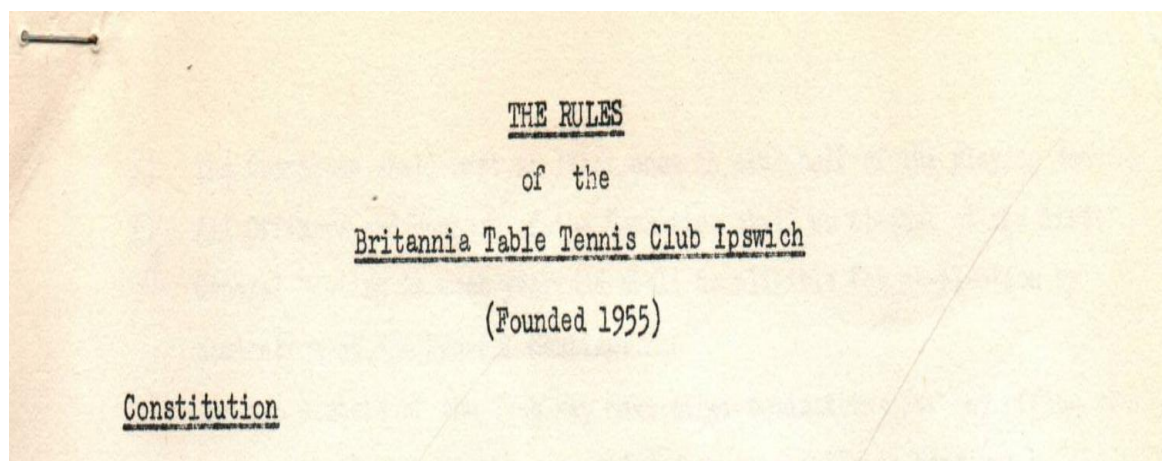 THE RULES
of the
Britannia Table Tennis Club Ipswich
(Founded 1955)
Constitution